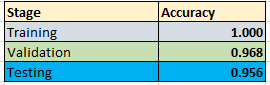 Stage Accuracy
Training 1.000
Validation 0.968
Testing 0.956